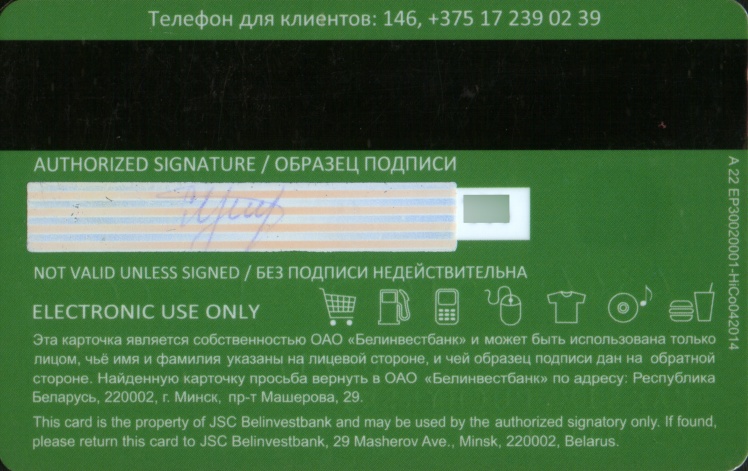 Телефон для клиентов: 146, +375 17 239 02 39
AUTHORIZED SIGNATURE / ОБРАЗЕЦ ПОДПИСИ
NOT VALID UNLESS SIGNED / БЕЗ ПОДПИСИ НЕДЕЙСТВИТЕЛЬНА
ELECTRONIC USE ONLY
Эта карточка является собственностью ОАО «Белинвестбанк» и может быть использована только
лицом, чьё имя и фамилия указаны на лицевой стороне, и чей образец подписи дан на обратной
стороне. Найденную карточку просьба вернуть в ОАО «Белинвестбанк» по адресу: Республика
Беларусь, 220002, г. Минск, пр-т Машерова, 29.
This card is the property of JSC Belinvestbank and may be used by the authorized signatory only. If found,
please return this card to JSC Belinvestbank, 29 Masherov Ave., Minsk, 220002, Belarus.
A 22 EP30020001-HiCo042014